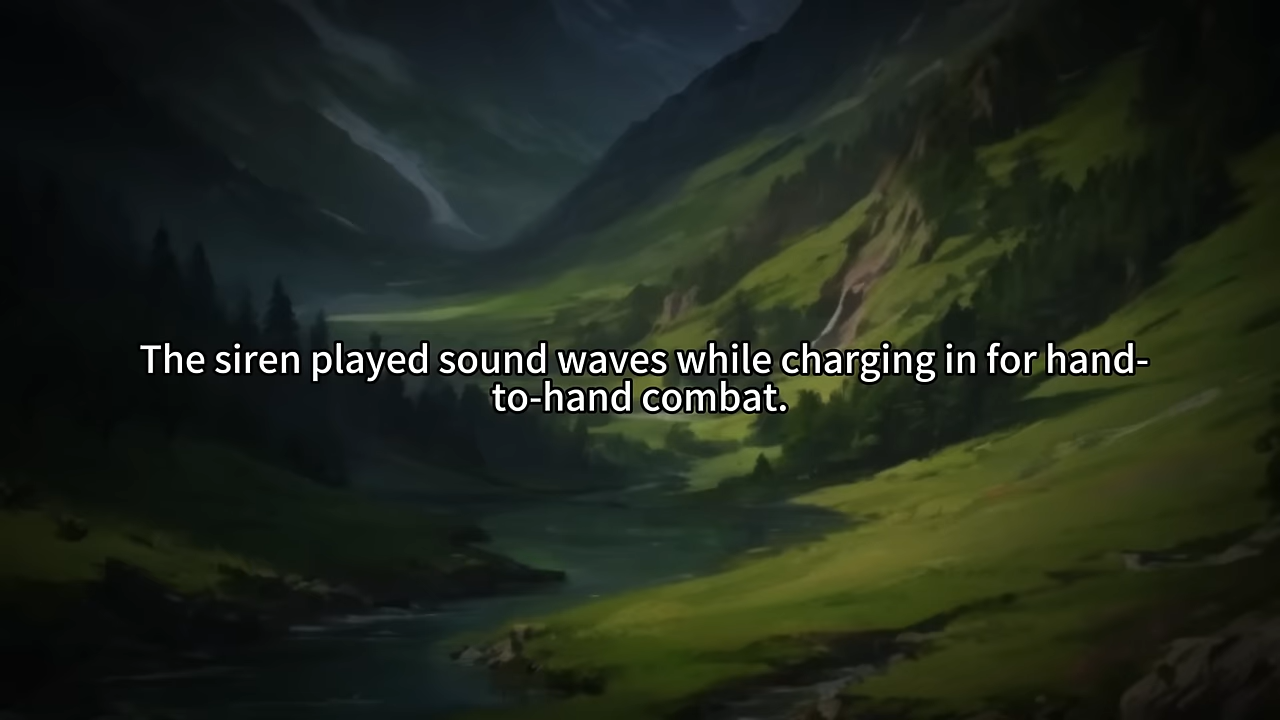 The siren played sound waves while charging in for hand-
to-hand combat.